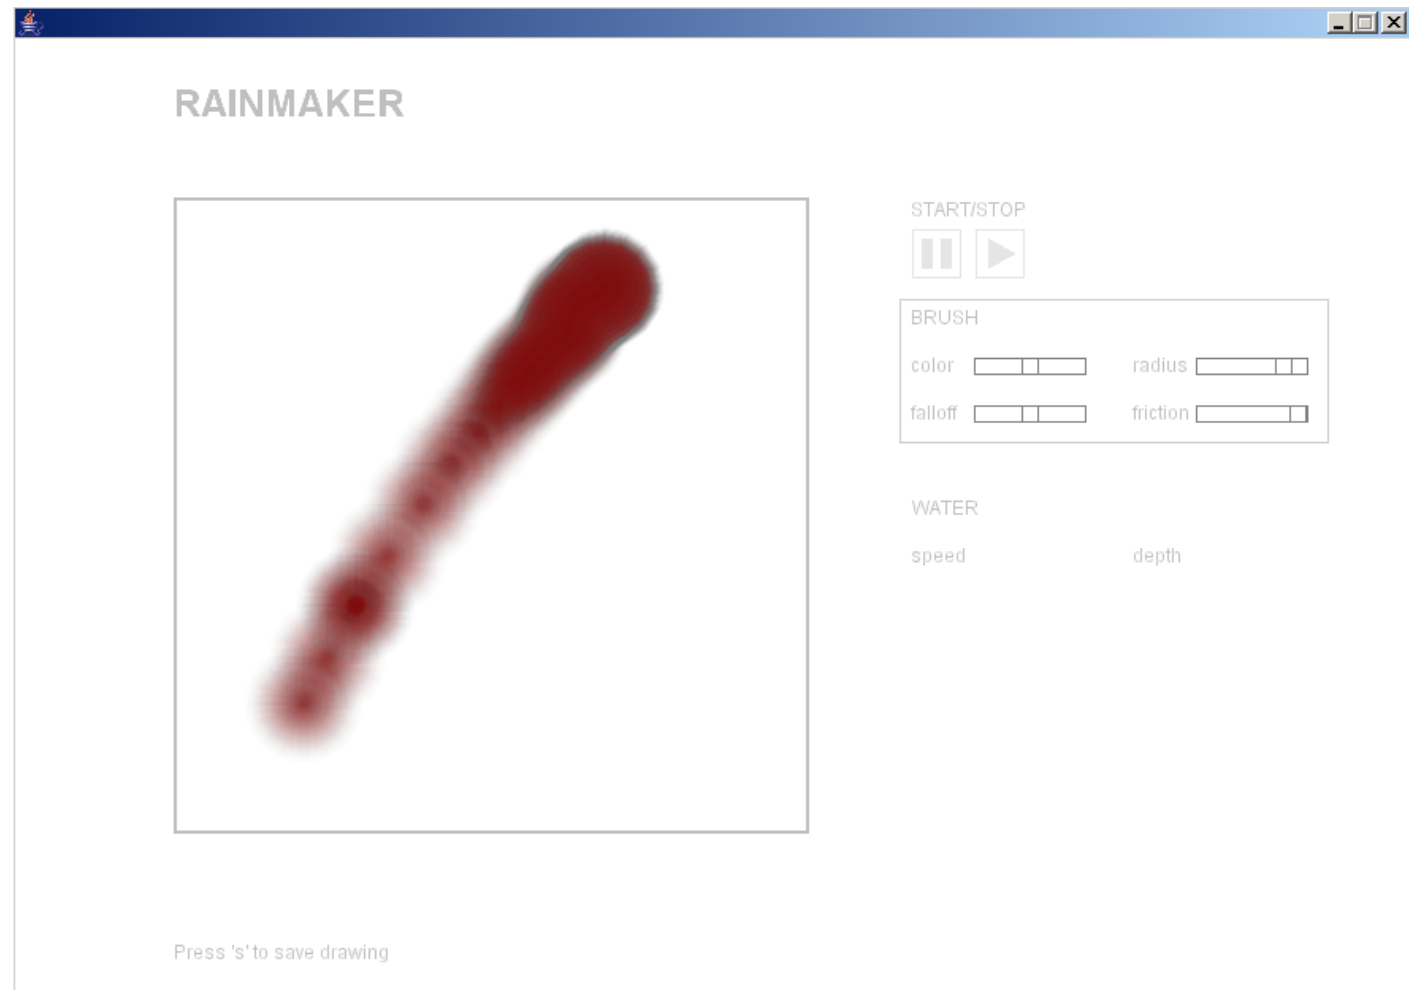 RAINMAKER
START/STOP
BRUSH
color radius
falloff friction
WATER
speed depth
Press 's' to save drawing